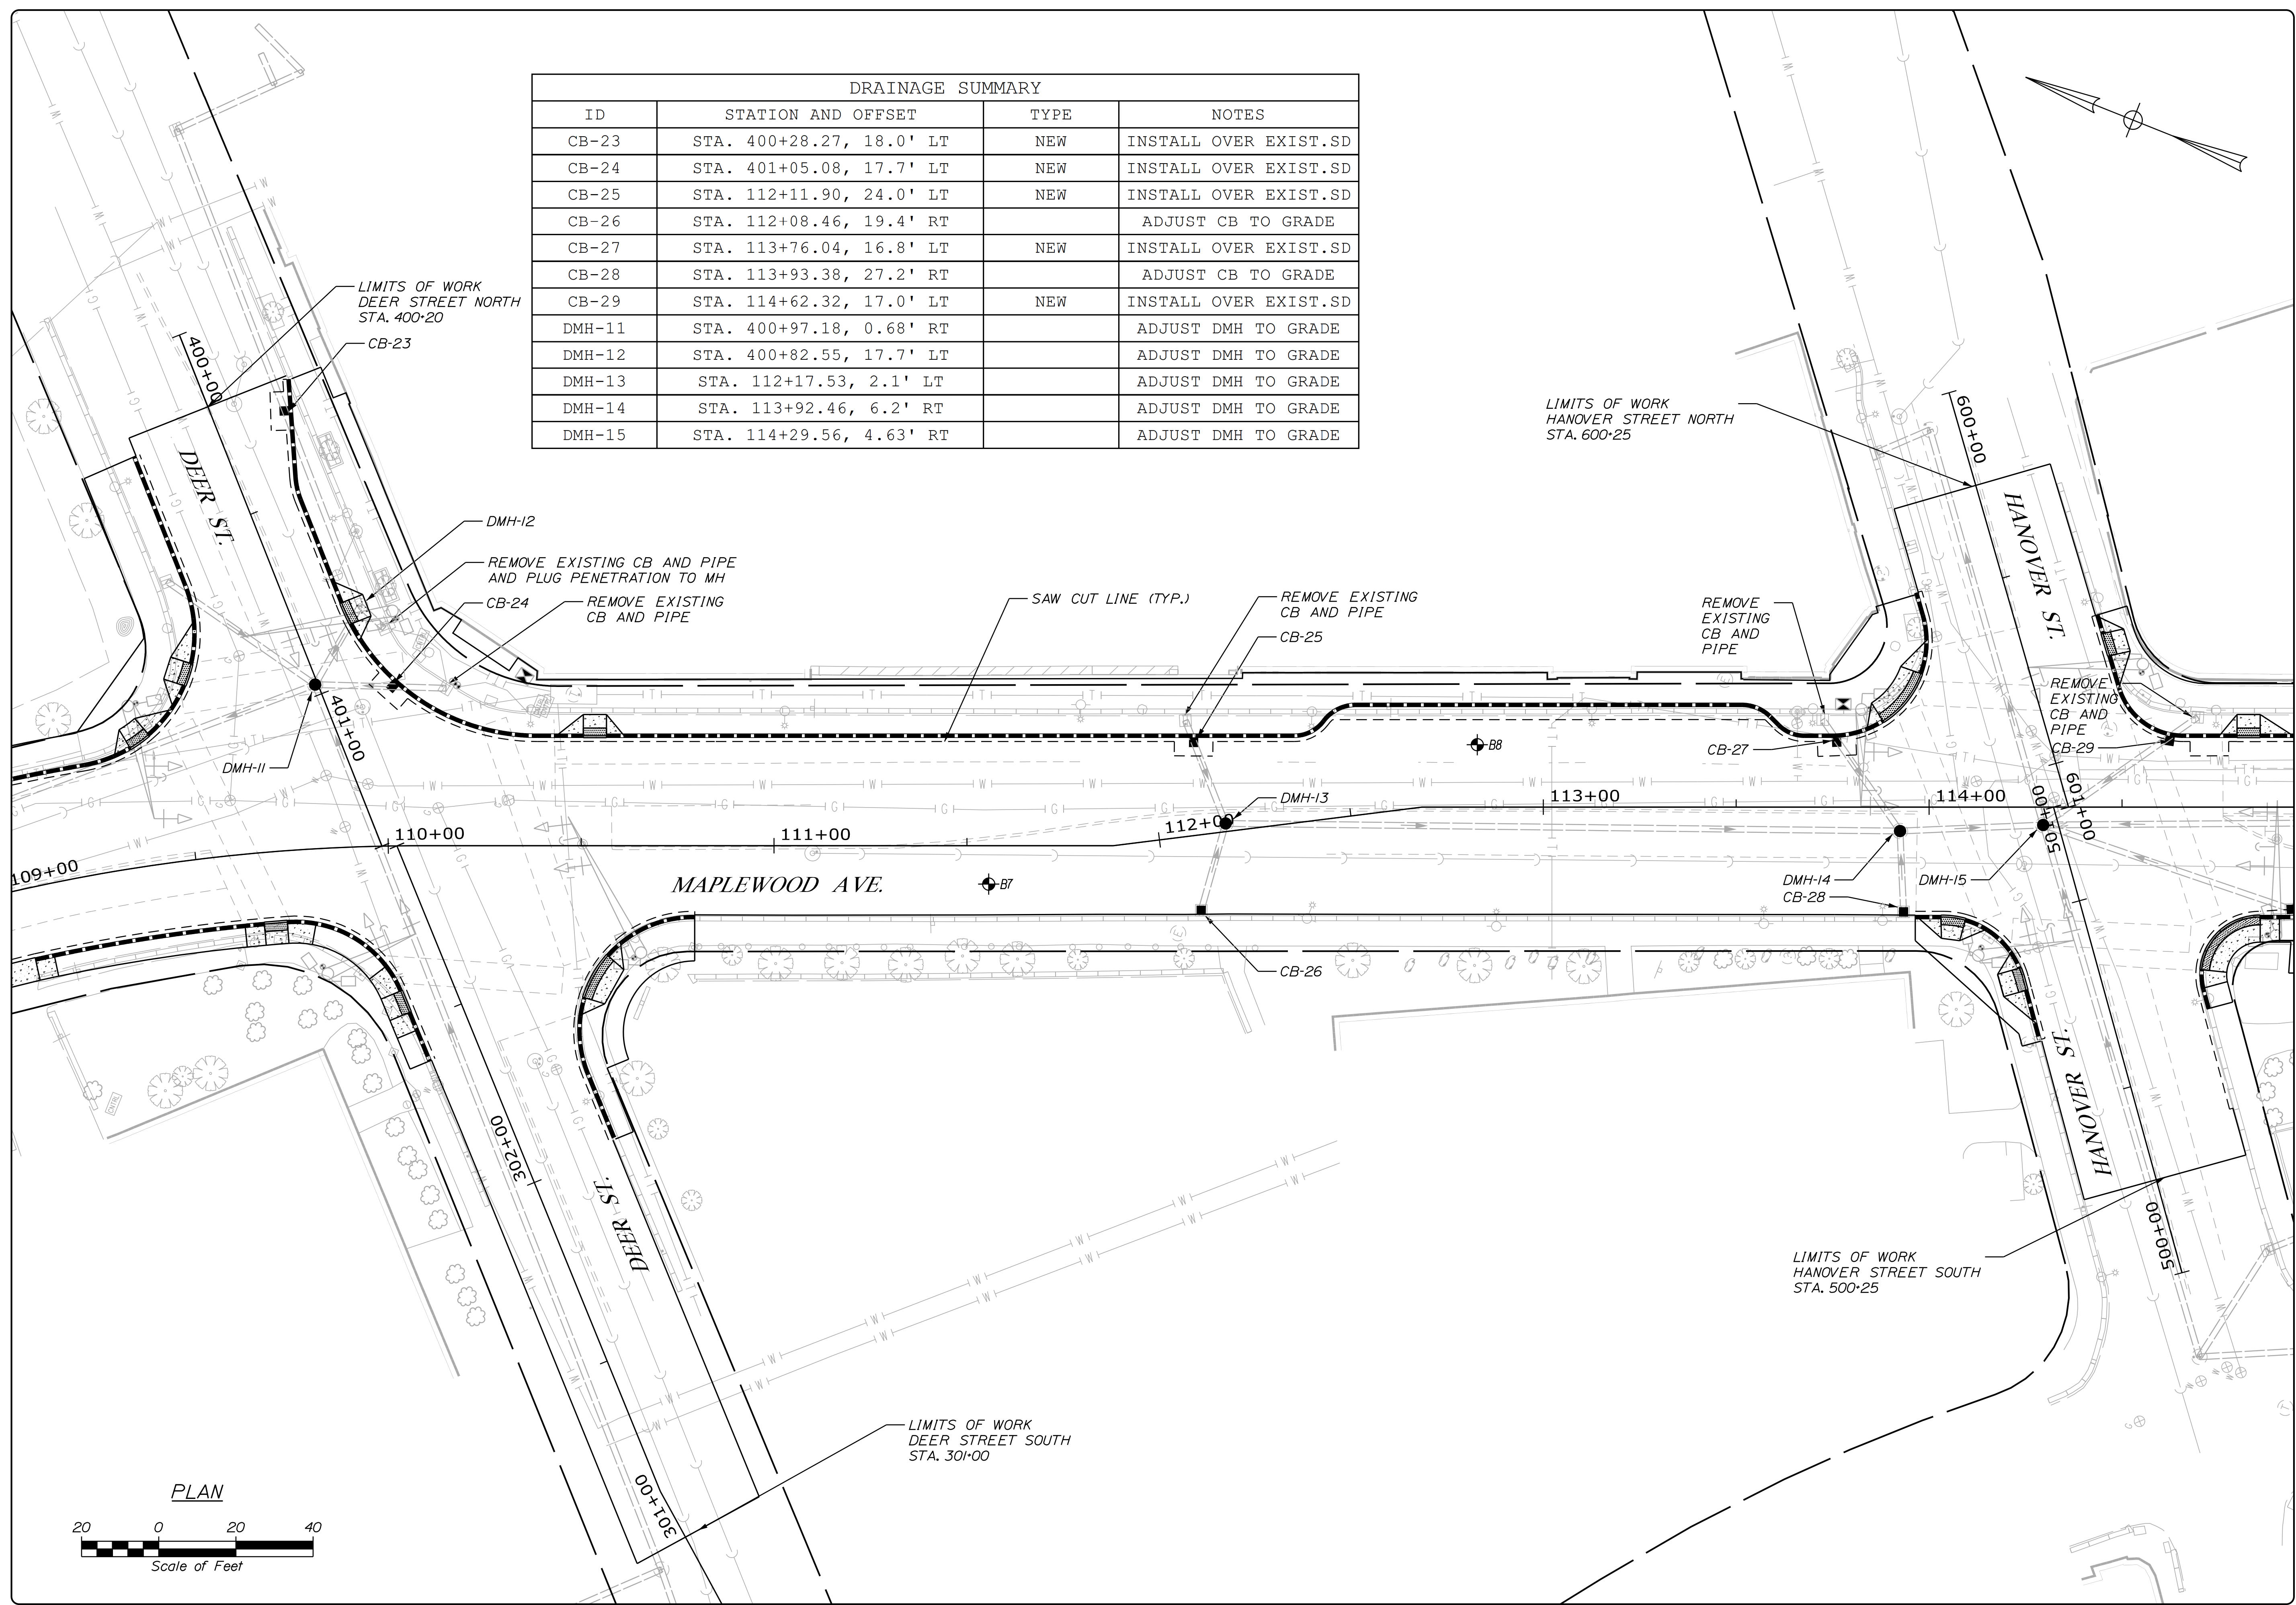 DRAINAGE SUMMARY
ID STATION AND OFFSET TYPE NOTES
CB-23 STA. 400+28.27, 18.0' LT NEW INSTALL OVER EXIST.SD
CB-24 STA. 401+05.08, 17.7' LT NEW INSTALL OVER EXIST.SD
CB-25 STA. 112+11.90, 24.0' LT NEW INSTALL OVER EXIST.SD
CB-26 STA. 112+08.46, 19.4' RT ADJUST CB TO GRADE
CB-27 STA. 113+76.04, 16.8' LT NEW INSTALL OVER EXIST.SD
CB-28 STA. 113+93.38, 27.2' RT ADJUST CB TO GRADE
CB-29 STA. 114+62.32, 17.0' LT NEW INSTALL OVER EXIST.SD
DMH-11 STA. 400+97.18, 0.68' RT ADJUST DMH TO GRADE
DMH-12 STA. 400+82.55, 17.7' LT ADJUST DMH TO GRADE
DMH-13 STA. 112+17.53, 2.1' LT ADJUST DMH TO GRADE
DMH-14 STA. 113+92.46, 6.2' RT ADJUST DMH TO GRADE
DMH-15 STA. 114+29.56, 4.63' RT ADJUST DMH TO GRADE
LIMITS OF WORK
DEER STREET NORTH
STA. 400+20
CB-23
400+00
DEER ST.
LIMITS OF WORK
HANOVER STREET NORTH
STA. 600+25
600+00
HANOVER ST.
DMH-12
REMOVE EXISTING CB AND PIPE
AND PLUG PENETRATION TO MH
CB-24
REMOVE EXISTING
CB AND PIPE
SAW CUT LINE (TYP.)
REMOVE EXISTING
CB AND PIPE
CB-25
REMOVE
EXISTING
CB AND
PIPE
REMOVE
EXISTING
CB AND
PIPE
CB-27
CB-29
B8
401+00
DMH-11
DMH-13
109+00
110+00
111+00
112+00
113+00
114+00
501+00
601+00
MAPLEWOOD AVE.
B7
DMH-14
CB-28
DMH-15
CB-26
302+00
DEER ST.
HANOVER ST.
500+00
LIMITS OF WORK
HANOVER STREET SOUTH
STA. 500+25
LIMITS OF WORK
DEER STREET SOUTH
STA. 301+00
301+00
PLAN
20 0 20 40
Scale of Feet